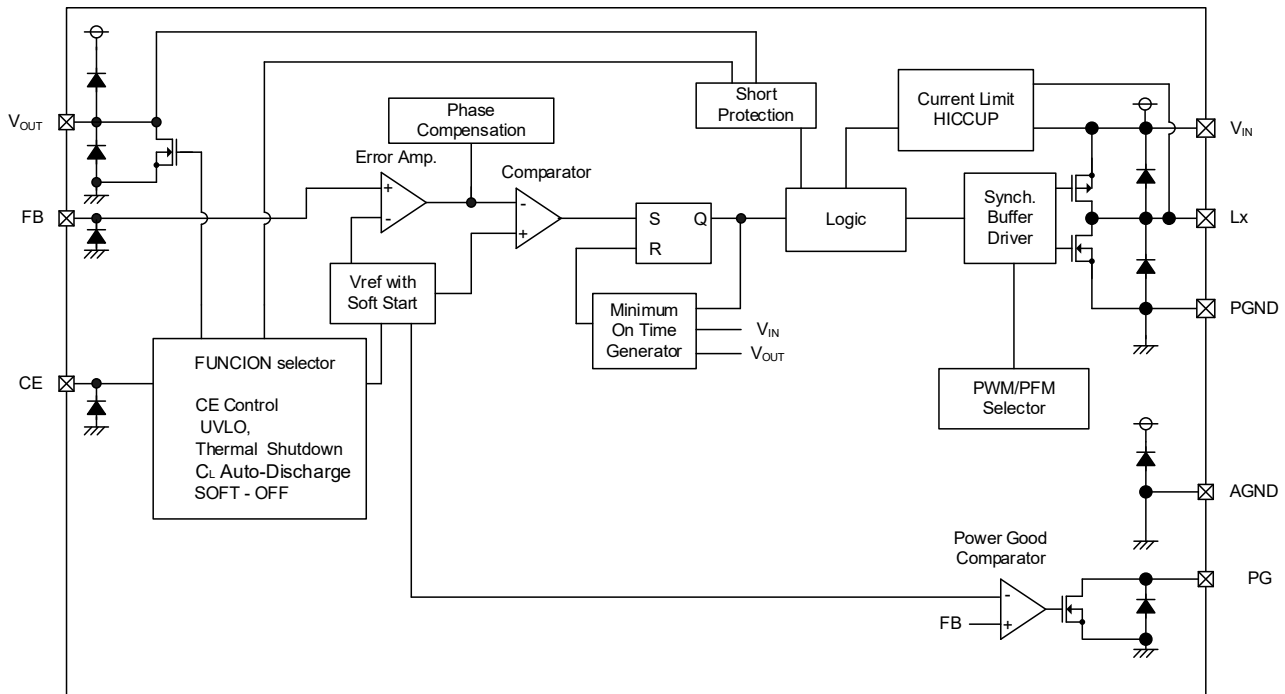 Short
Protection
Current Limit
HICCUP
Phase
Compensation
VOUT
VIN
Error Amp.
Comparator
+
-
-
+
FB
S
Q
R
Logic
Synch.
Buffer
Driver
Lx
Vref with
Soft Start
Minimum
On Time
Generator
VIN
VOUT
PGND
CE
FUNCION selector
CE Control
UVLO,
Thermal Shutdown
CL Auto-Discharge
SOFT - OFF
PWM/PFM
Selector
AGND
Power Good
Comparator
PG
-
FB
+